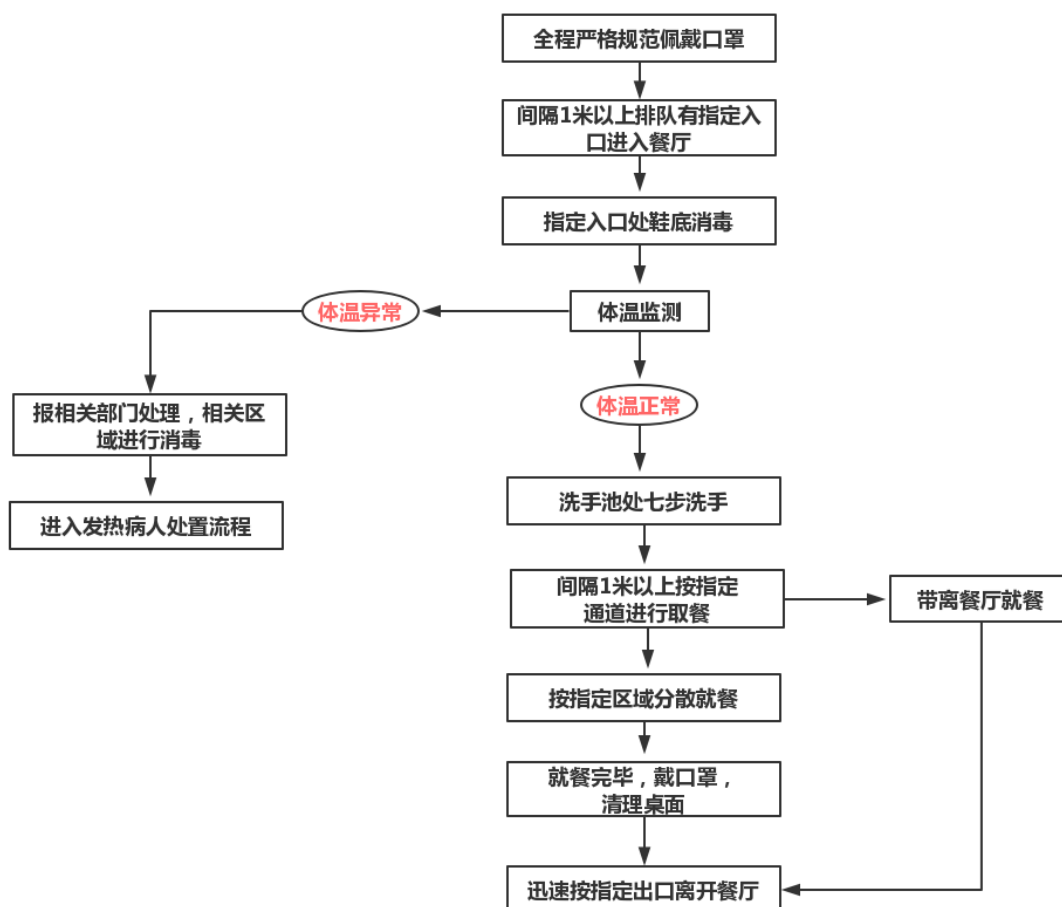 全程严格规范佩戴口罩
间隔1米以上排队有指定入
口进入餐厅
指定入口处鞋底消毒
体温异常
体温监测
报相关部门处理，相关区
域进行消毒
体温正常
进入发热病人处置流程
洗手池处七步洗手
间隔1米以上按指定
通道进行取餐
带离餐厅就餐
按指定区域分散就餐
就餐完毕，戴口罩，
清理桌面
迅速按指定出口离开餐厅